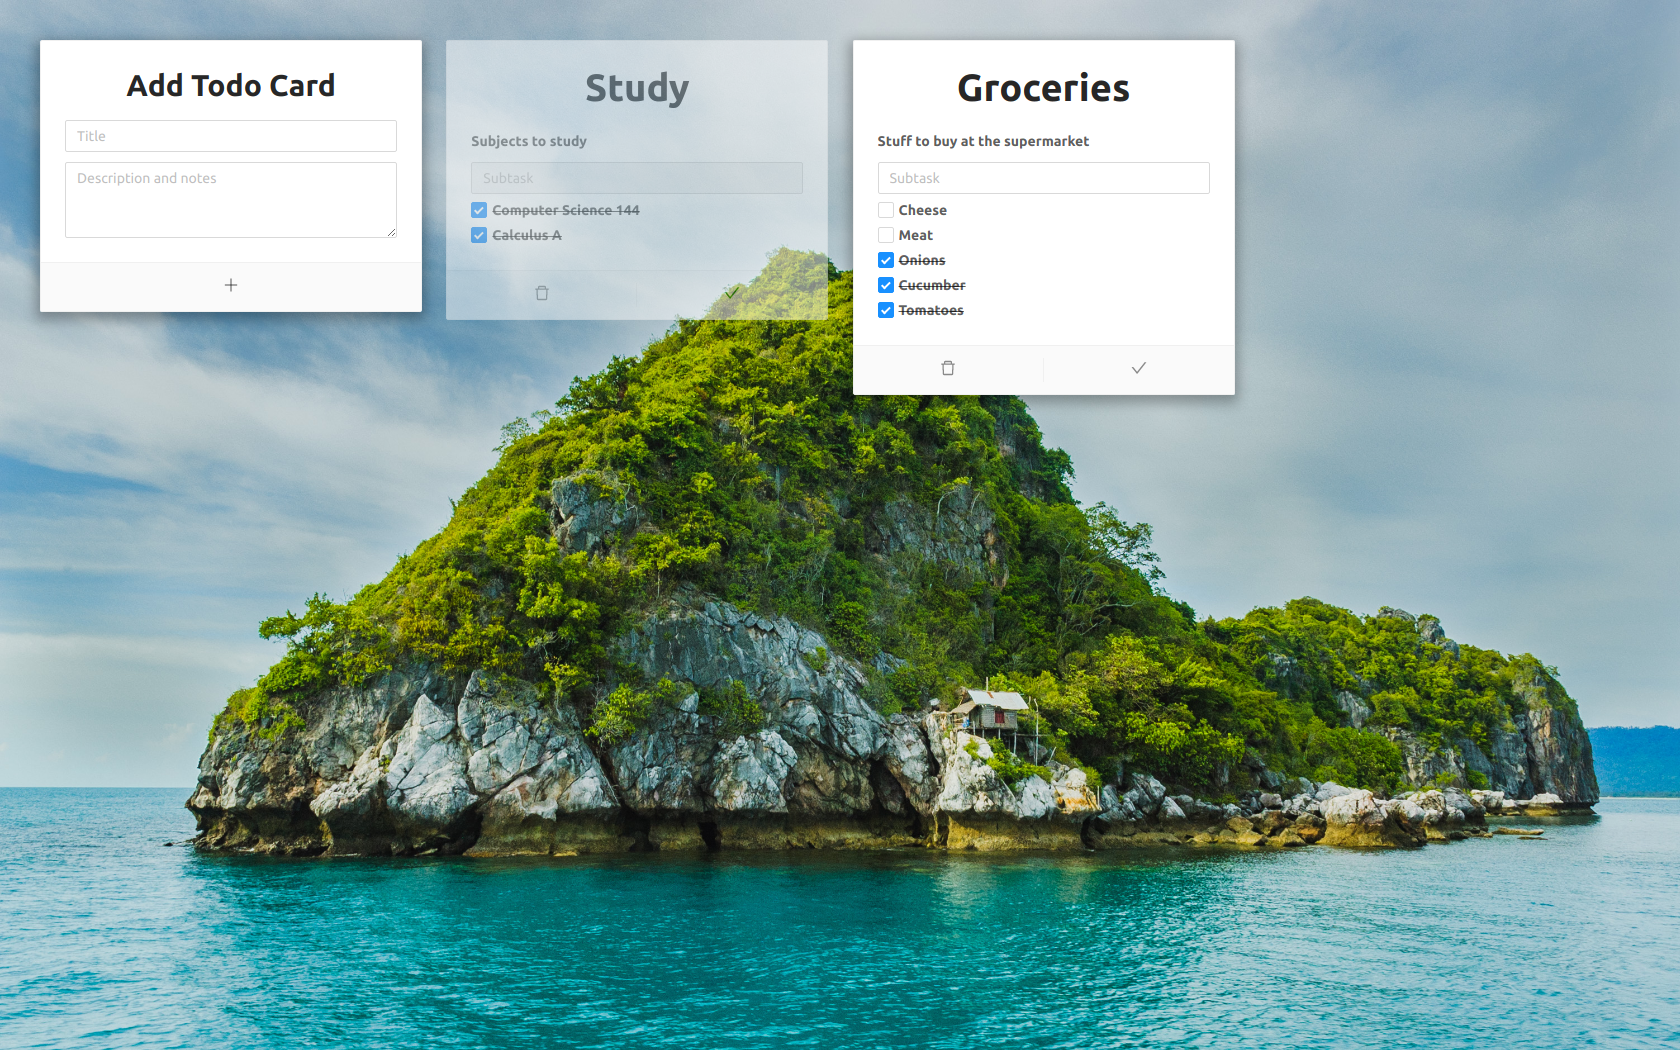 Add Todo Card
Title
Description and notes
Study
Subjects to study
Subtask
Computer Science 144
Calculus A
Groceries
Stuff to buy at the supermarket
Subtask
Cheese
Meat
Onions
Cucumber
Tomatoes